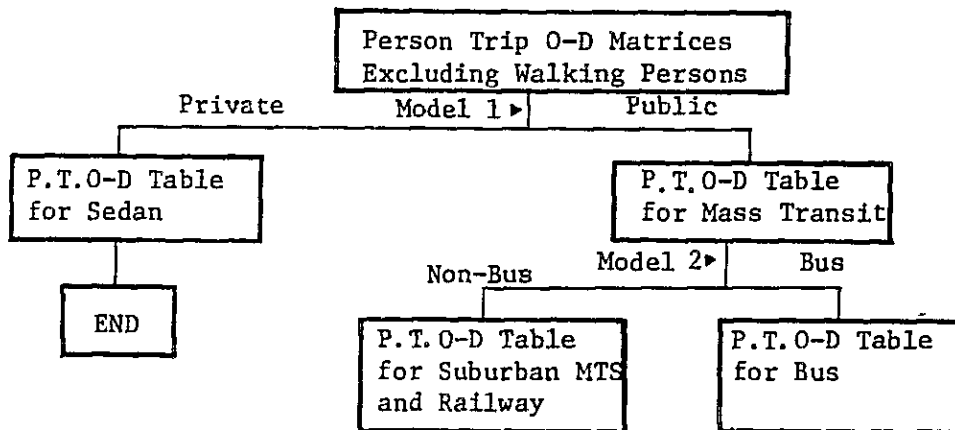 Person Trip O-D Matrices
Excluding Walking Persons
Private
Model 1►
Public
P.T.O-D Table
for Sedan
P.T.O-D Table
for Mass Transit
Model 2►
Bus
Non-Bus
END
P.T.O-D Table
for Suburban MTS
and Railway
P.T.O-D Table
for Bus